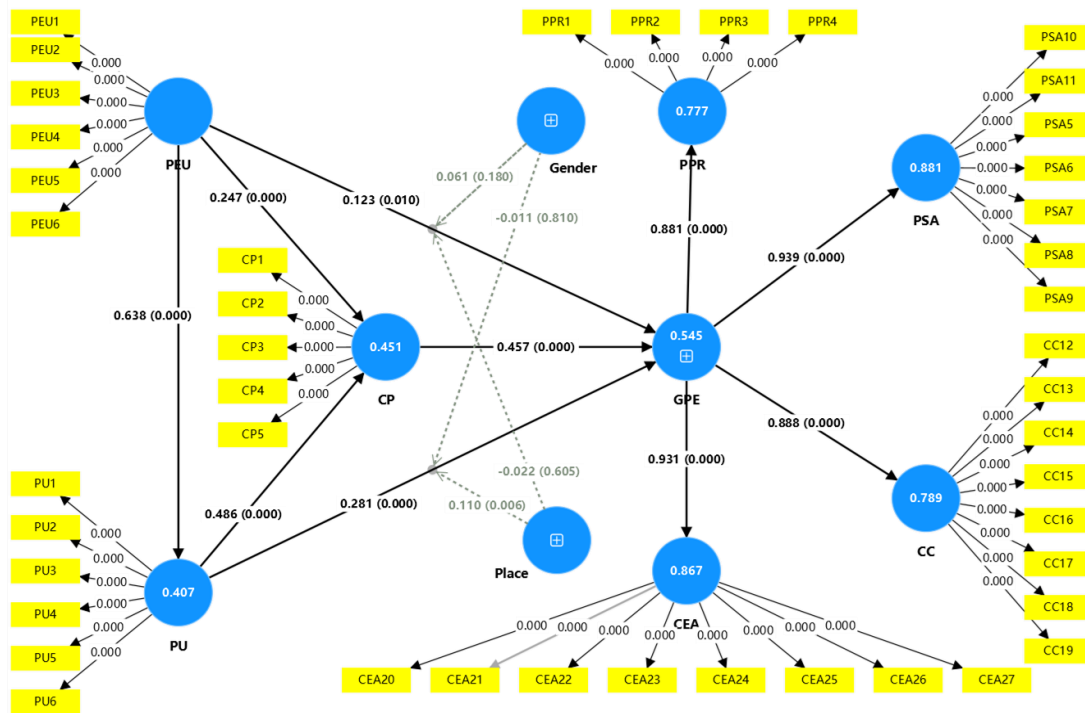 PEU1
PEU2
PEU3
PEU4
PEU5
PEU6
0.000
0.000
0.000
0.000
0.000
0.000
PEU
PPR1
PPR2
PPR3
PPR4
0.000
0.000
0.000
0.000
0.777
PPR
Gender
PSA10
PSA11
PSA5
PSA6
PSA7
PSA8
PSA9
0.000
0.000
0.000
0.000
0.000
0.000
0.000
0.881
PSA
0.061 (0.180)
-0.011 (0.810)
0.247 (0.000)
0.123 (0.010)
0.881 (0.000)
0.939 (0.000)
0.638 (0.000)
CP1
CP2
CP3
CP4
CP5
0.000
0.000
0.000
0.000
0.000
0.451
CP
0.457 (0.000)
0.545
GPE
0.888 (0.000)
0.931 (0.000)
-0.022 (0.605)
0.110 (0.006)
0.281 (0.000)
0.486 (0.000)
CC12
CC13
CC14
CC15
CC16
CC17
CC18
CC19
0.000
0.000
0.000
0.000
0.000
0.000
0.000
0.000
0.789
CC
PU1
PU2
PU3
PU4
PU5
PU6
0.000
0.000
0.000
0.000
0.000
0.000
0.407
PU
Place
0.867
CEA
0.000
0.000
0.000
0.000
0.000
0.000
0.000
0.000
CEA20
CEA21
CEA22
CEA23
CEA24
CEA25
CEA26
CEA27